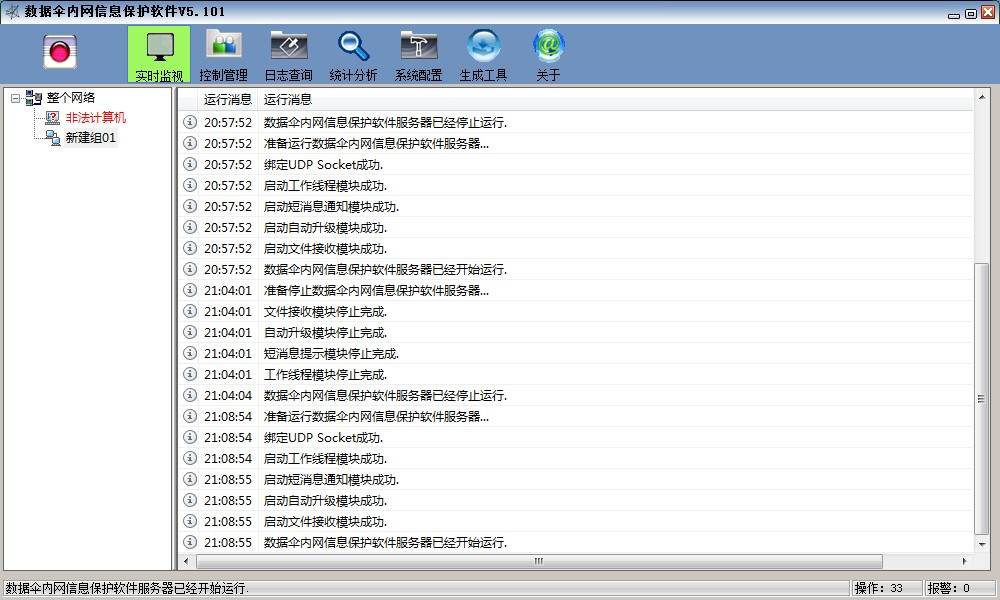 数据伞内网信息保护软件V5.101
实时监视 控制管理 日志查询 统计分析 系统配置 生成工具 关于
整个网络
非法计算机
新建组01
运行消息 运行消息
20:57:52 数据伞内网信息保护软件服务器已经停止运行.
20:57:52 准备运行数据伞内网信息保护软件服务器...
20:57:52 绑定UDP Socket成功.
20:57:52 启动工作线程模块成功.
20:57:52 启动短消息通知模块成功.
20:57:52 启动自动升级模块成功.
20:57:52 启动文件接收模块成功.
20:57:52 数据伞内网信息保护软件服务器已经开始运行.
21:04:01 准备停止数据伞内网信息保护软件服务器...
21:04:01 文件接收模块停止完成.
21:04:01 自动升级模块停止完成.
21:04:01 短消息提示模块停止完成.
21:04:01 工作线程模块停止完成.
21:04:04 数据伞内网信息保护软件服务器已经停止运行.
21:08:54 准备运行数据伞内网信息保护软件服务器...
21:08:54 绑定UDP Socket成功.
21:08:54 启动工作线程模块成功.
21:08:55 启动短消息通知模块成功.
21:08:55 启动自动升级模块成功.
21:08:55 启动文件接收模块成功.
21:08:55 数据伞内网信息保护软件服务器已经开始运行.
数据伞内网信息保护软件服务器已经开始运行. 操作: 33 报警: 0